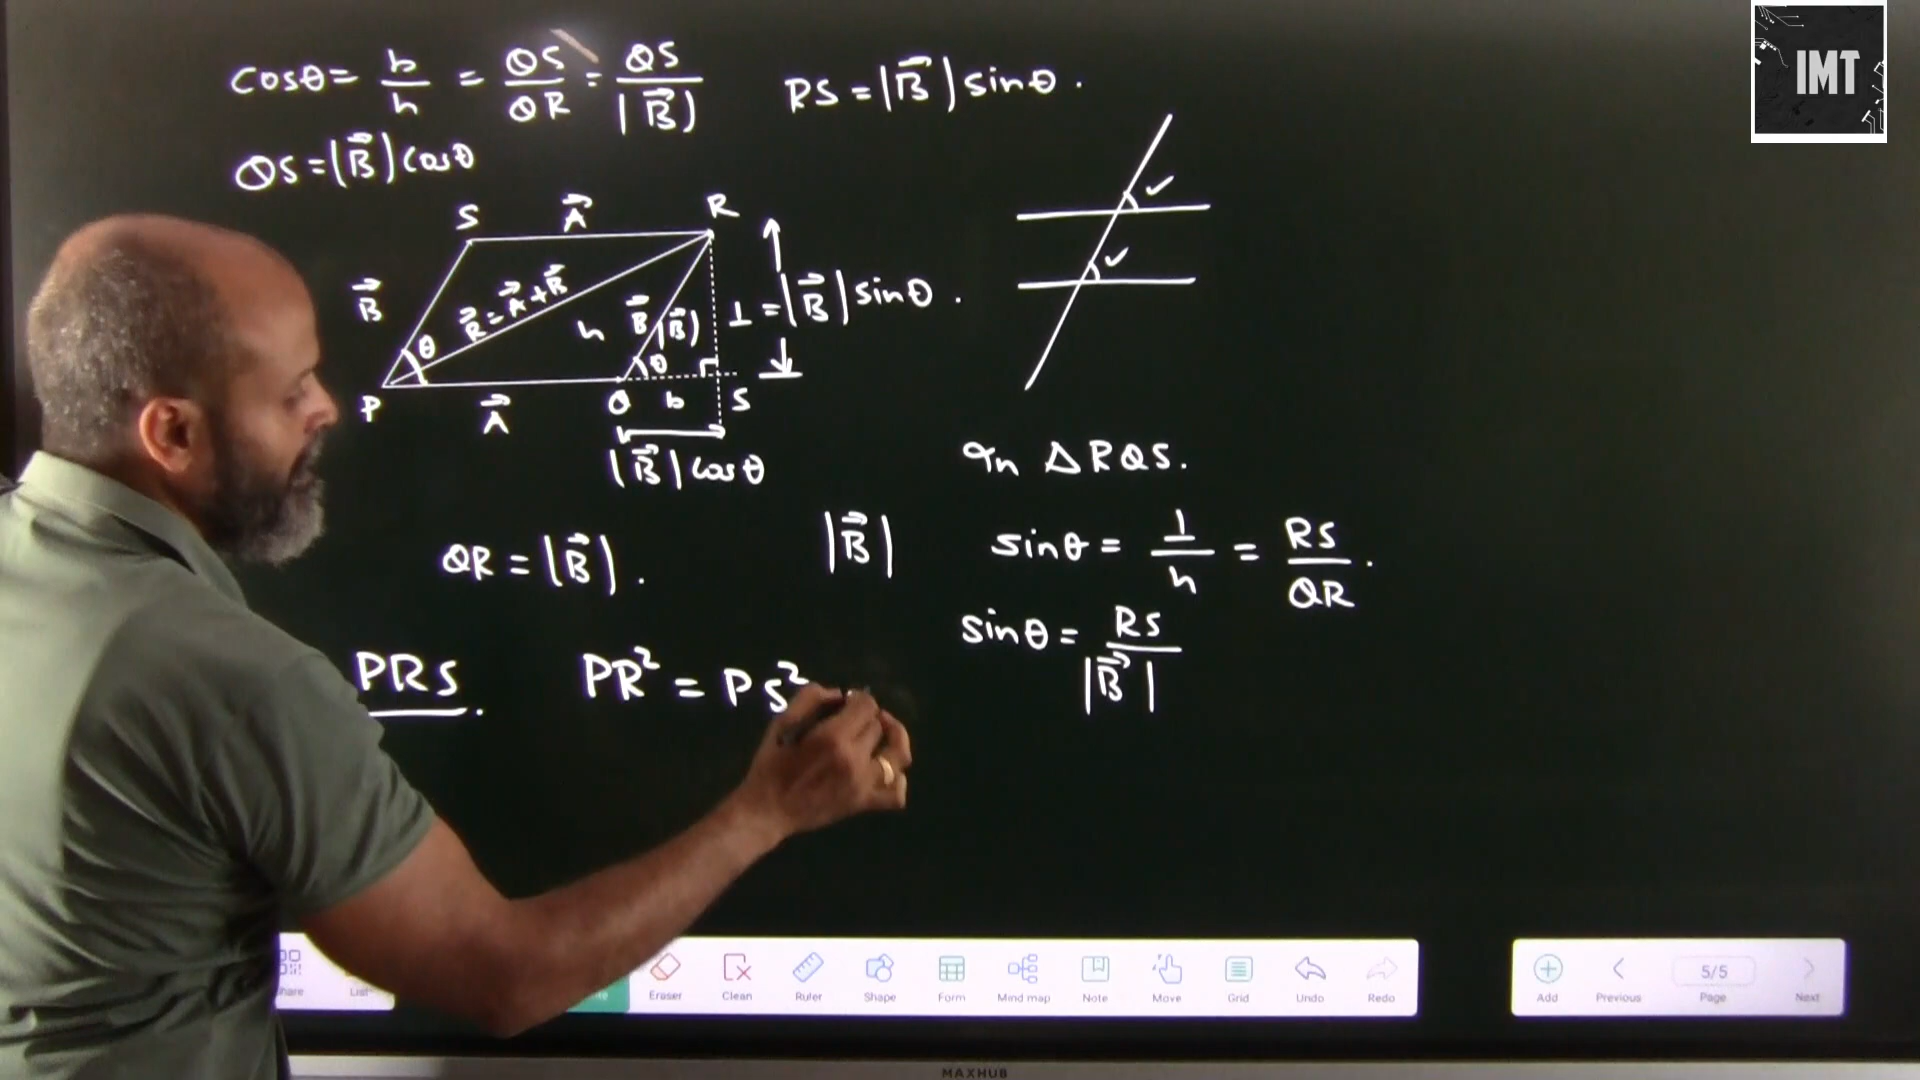 cosθ = b/h = QS/QR = QS/|B⃗|
RS = |B⃗| sinθ .
QS = |B⃗| cosθ
S A⃗ R
B⃗ R⃗ = A⃗ + B⃗ h B⃗ |B⃗| ⊥ = |B⃗| sinθ .
θ θ
P A⃗ Q b S
|B⃗| cosθ
In Δ RQS.
QR = |B⃗| .
|B⃗|
sinθ = ⊥/h = RS/QR .
sinθ = RS/|B⃗|
PRS . PR² = PS²
IMT
List
Eraser Clean Ruler Shape Form Mind map Note Move Grid Undo Redo
Add Previous 5/5 Page Next
MAXHUB